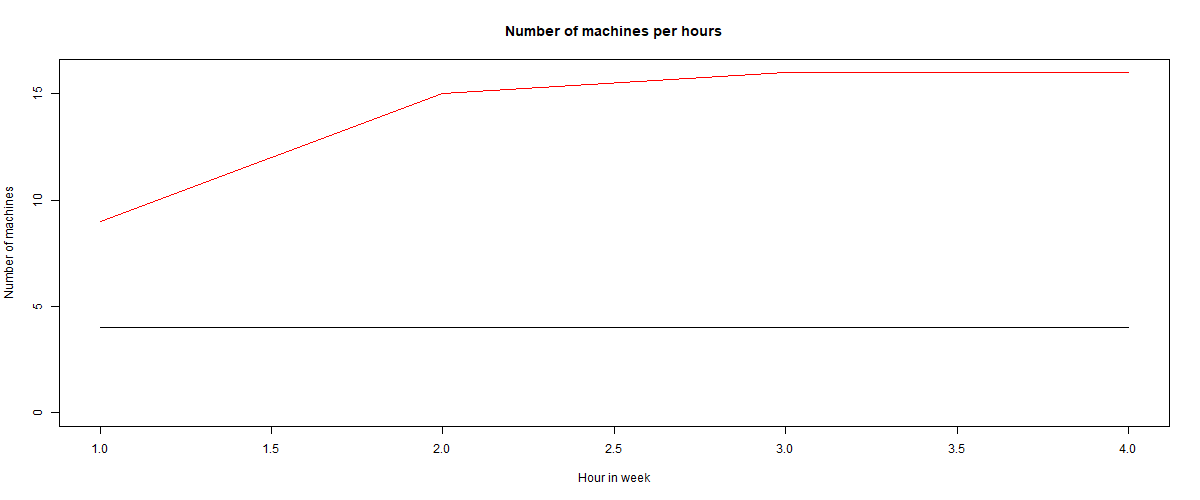 Number of machines per hours
Number of machines
15
10
5
0
1.0 1.5 2.0 2.5 3.0 3.5 4.0
Hour in week